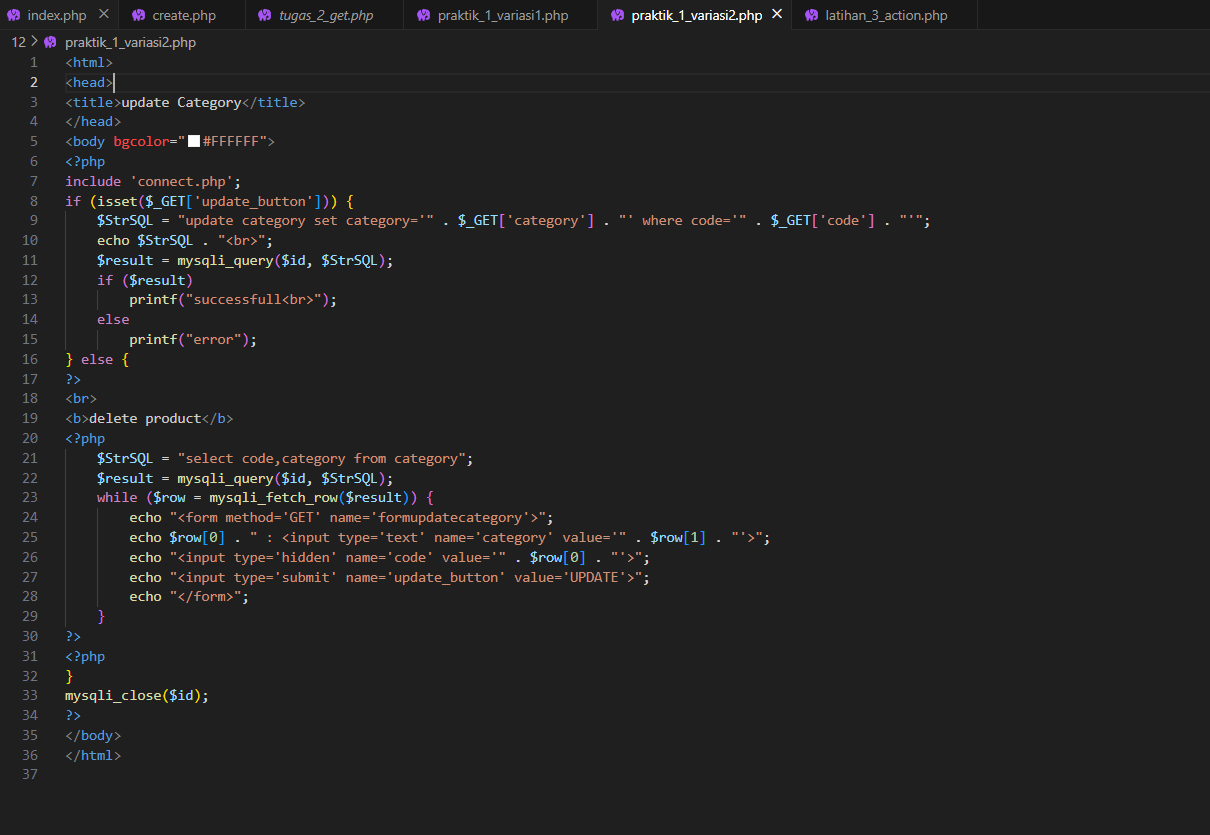 index.php
create.php
tugas_2_get.php
praktik_1_variasi1.php
praktik_1_variasi2.php
latihan_3_action.php
12 > praktik_1_variasi2.php
1 <html>
2 <head>
3 <title>update Category</title>
4 </head>
5 <body bgcolor="#FFFFFF">
6 <?php
7 include 'connect.php';
8 if (isset($_GET['update_button'])) {
9     $StrSQL = "update category set category='" . $_GET['category'] . "' where code='" . $_GET['code'] . "'";
10     echo $StrSQL . "<br>";
11     $result = mysqli_query($id, $StrSQL);
12     if ($result)
13         printf("successfull<br>");
14     else
15         printf("error");
16 } else {
17 ?>
18 <br>
19 <b>delete product</b>
20 <?php
21     $StrSQL = "select code,category from category";
22     $result = mysqli_query($id, $StrSQL);
23     while ($row = mysqli_fetch_row($result)) {
24         echo "<form method='GET' name='formupdatecategory'>";
25         echo $row[0] . " : <input type='text' name='category' value='" . $row[1] . "'>";
26         echo "<input type='hidden' name='code' value='" . $row[0] . "'>";
27         echo "<input type='submit' name='update_button' value='UPDATE'>";
28         echo "</form>";
29     }
30 ?>
31 <?php
32 }
33 mysqli_close($id);
34 ?>
35 </body>
36 </html>
37